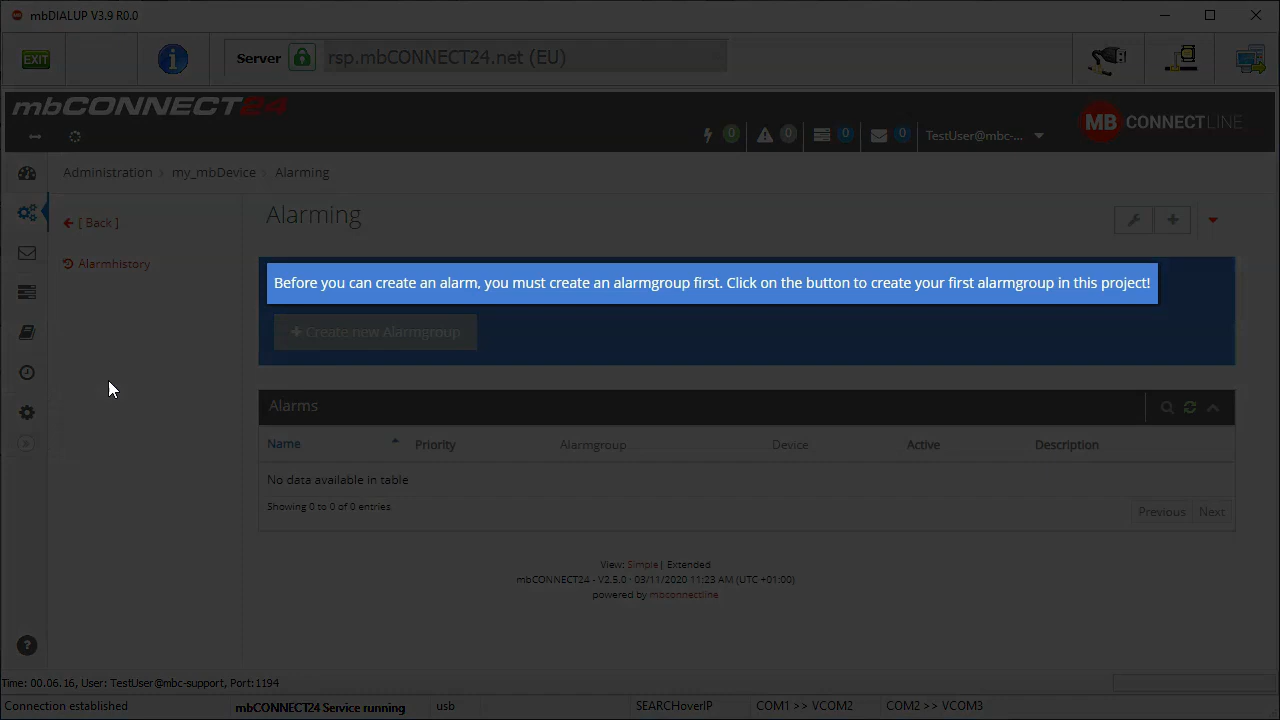 mbDIALUP V3.9 R0.0
EXIT
Server
rsp.mbCONNECT24.net (EU)
mbCONNECT24
0
0
0
0
TestUser@mbc-...
MB CONNECTLINE
Administration > my_mbDevice > Alarming
[ Back ]
Alarmhistory
Alarming
Before you can create an alarm, you must create an alarmgroup first. Click on the button to create your first alarmgroup in this project!
+ Create new Alarmgroup
Alarms
Name Priority Alarmgroup Device Active Description
No data available in table
Showing 0 to 0 of 0 entries
Previous Next
View: Simple | Extended
mbCONNECT24 - V2.5.0 · 03/11/2020 11:23 AM (UTC +01:00)
powered by mbconnectline
Time: 00.06.16, User: TestUser@mbc-support, Port:1194
Connection established mbCONNECT24 Service running usb SEARCHoverIP COM1 >> VCOM2 COM2 >> VCOM3